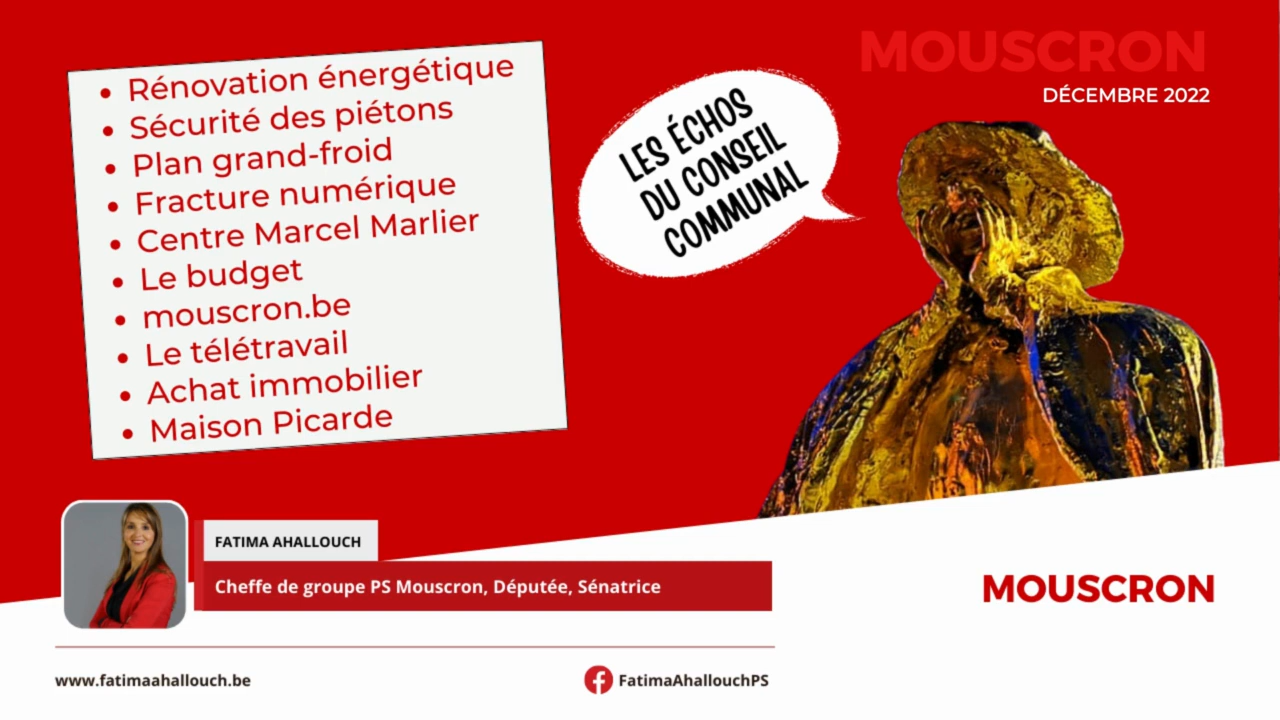 MOUSCRON
DÉCEMBRE 2022
• Rénovation énergétique
• Sécurité des piétons
• Plan grand-froid
• Fracture numérique
• Centre Marcel Marlier
• Le budget
• mouscron.be
• Le télétravail
• Achat immobilier
• Maison Picarde
LES ÉCHOS
DU CONSEIL
COMMUNAL
FATIMA AHALLOUCH
Cheffe de groupe PS Mouscron, Députée, Sénatrice
MOUSCRON
www.fatimaahallouch.be
FatimaAhallouchPS